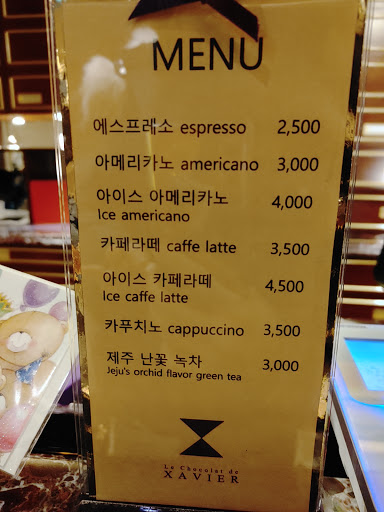 MENU
에스프레소 espresso 2,500
아메리카노 americano 3,000
아이스 아메리카노 4,000
Ice americano
카페라떼 caffe latte 3,500
아이스 카페라떼 4,500
Ice caffe latte
카푸치노 cappuccino 3,500
제주 난꽃 녹차 3,000
Jeju's orchid flavor green tea
Le Chocolat de
XAVIER